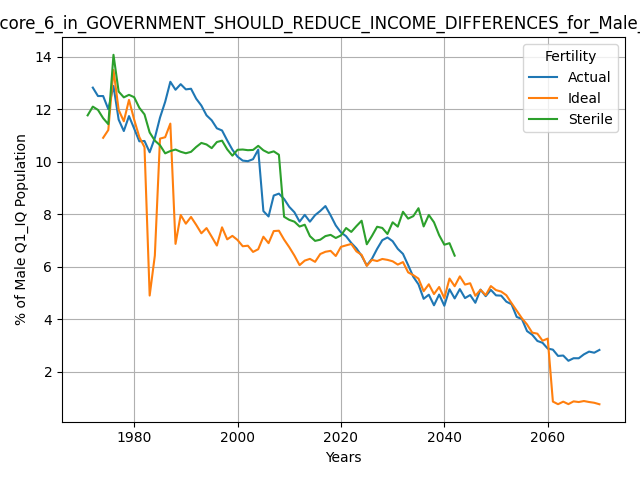 core_6_in_GOVERNMENT_SHOULD_REDUCE_INCOME_DIFFERENCES_for_Male_
Fertility
Actual
Ideal
Sterile
% of Male Q1_IQ Population
14
12
10
8
6
4
2
1980
2000
2020
2040
2060
Years